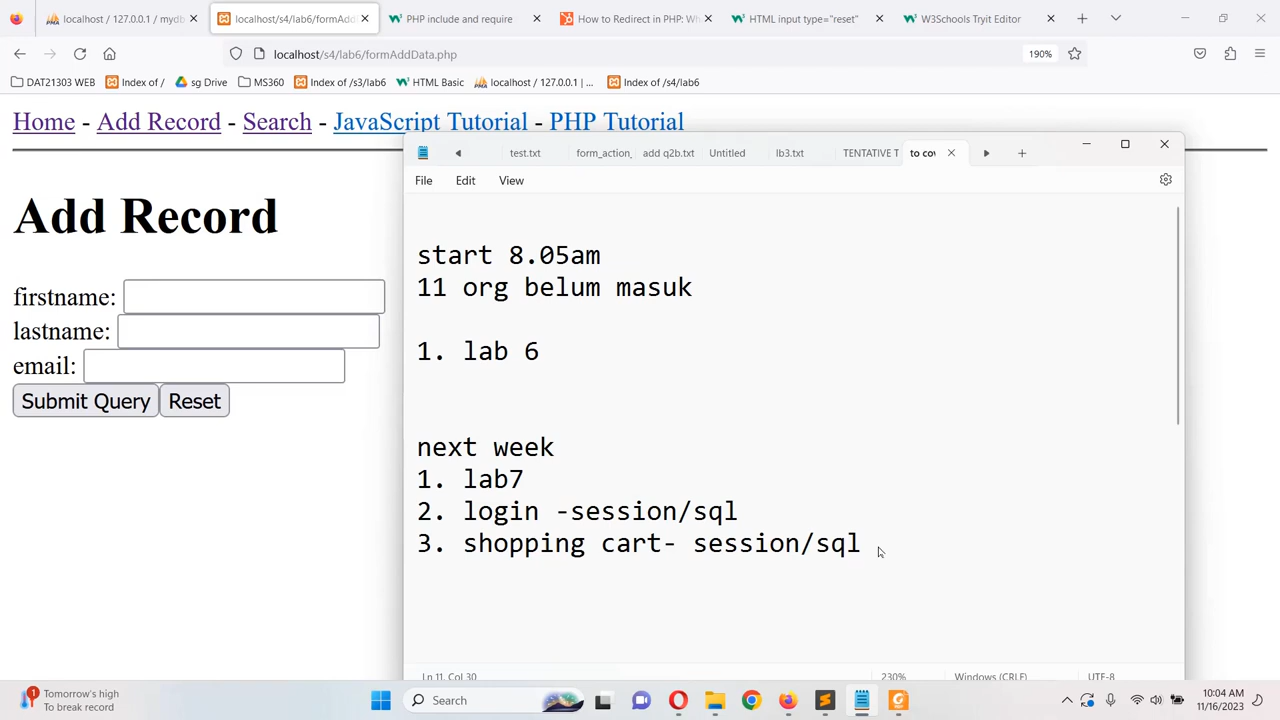 localhost / 127.0.0.1 / mydb
localhost/s4/lab6/formAddD
PHP include and require
How to Redirect in PHP: Wh
HTML input type="reset"
W3Schools Tryit Editor
localhost/s4/lab6/formAddData.php
190%
DAT21303 WEB
Index of /
sg Drive
MS360
Index of /s3/lab6
HTML Basic
localhost / 127.0.0.1 | ...
Index of /s4/lab6
Home - Add Record - Search - JavaScript Tutorial - PHP Tutorial
test.txt
form_action_
add q2b.txt
Untitled
lb3.txt
TENTATIVE T
to co
File
Edit
View
Add Record
firstname:
lastname:
email:
Submit Query
Reset
start 8.05am
11 org belum masuk
1. lab 6
next week
1. lab7
2. login -session/sql
3. shopping cart- session/sql
Ln 11, Col 30
230%
Windows (CRLF)
UTF-8
1
Tomorrow's high
To break record
Search
10:04 AM
11/16/2023